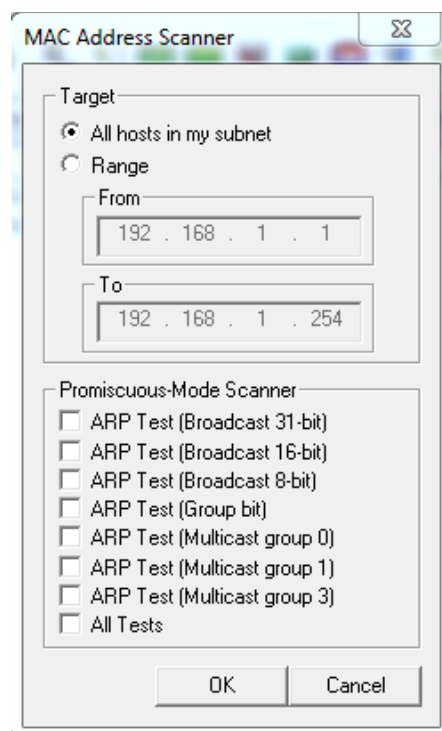 MAC Address Scanner
Target
All hosts in my subnet
Range
From
192 . 168 . 1 . 1
To
192 . 168 . 1 . 254
Promiscuous-Mode Scanner
ARP Test (Broadcast 31-bit)
ARP Test (Broadcast 16-bit)
ARP Test (Broadcast 8-bit)
ARP Test (Group bit)
ARP Test (Multicast group 0)
ARP Test (Multicast group 1)
ARP Test (Multicast group 3)
All Tests
OK Cancel